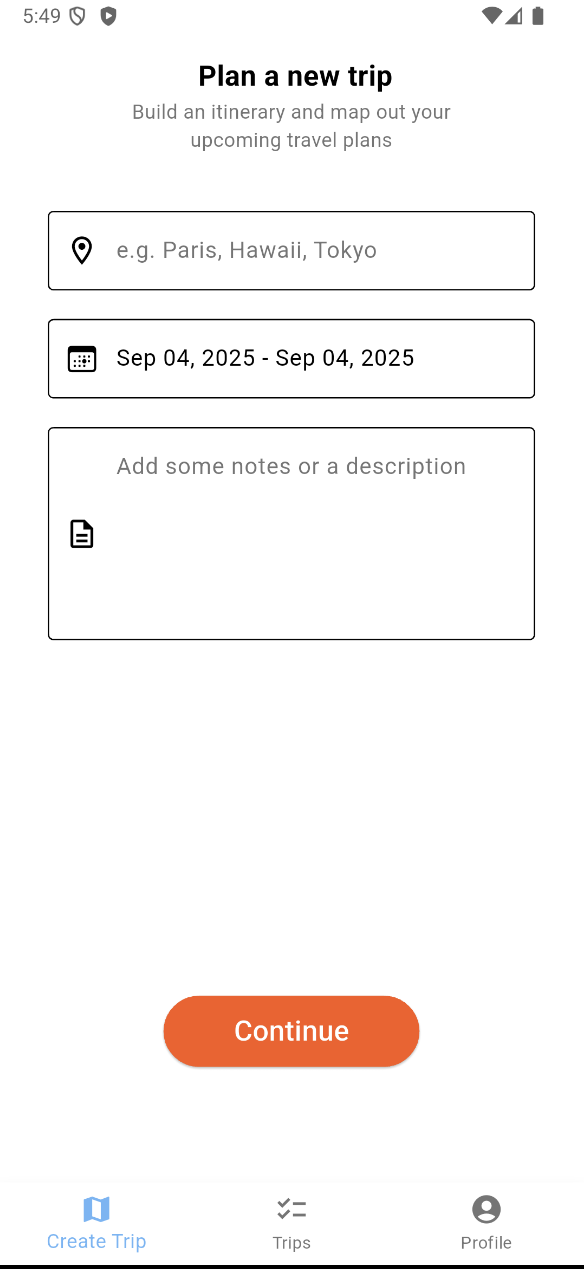 5:49
Plan a new trip
Build an itinerary and map out your
upcoming travel plans
e.g. Paris, Hawaii, Tokyo
Sep 04, 2025 - Sep 04, 2025
Add some notes or a description
Continue
Create Trip
Trips
Profile